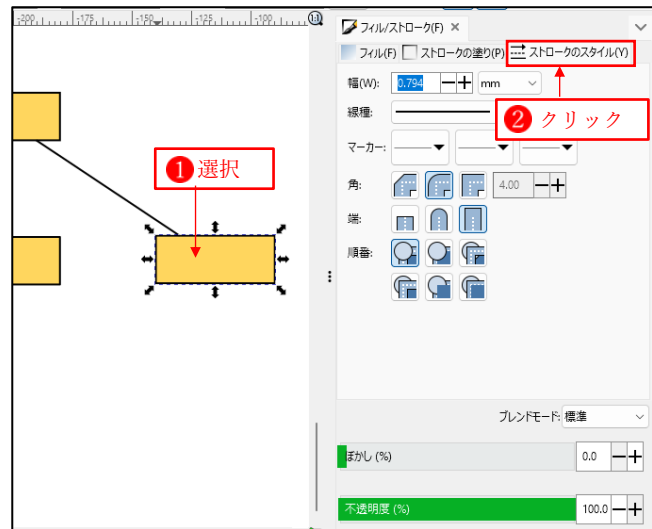 -200 -150 -125 -100
1:1
フィル/ストローク(F) ×
フィル(F) ストロークの塗り(P) ストロークのスタイル(Y)
幅(W): 0.794 mm
線種:
❷ クリック
マーカー:
❶ 選択
角: 4.00
端:
順番:
ブレンドモード: 標準
ぼかし (%) 0.0
不透明度 (%) 100.0